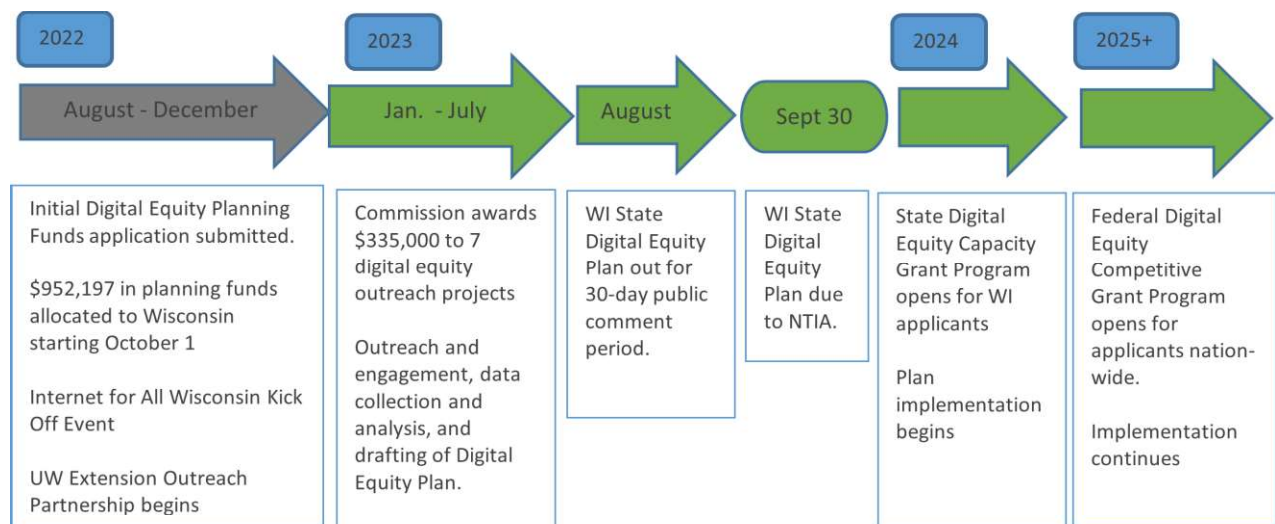 2022
2023
2024
2025+
August - December
Jan. - July
August
Sept 30
Initial Digital Equity Planning
Funds application submitted.
$952,197 in planning funds
allocated to Wisconsin
starting October 1
Internet for All Wisconsin Kick
Off Event
UW Extension Outreach
Partnership begins
Commission awards
$335,000 to 7
digital equity
outreach projects
Outreach and
engagement, data
collection and
analysis, and
drafting of Digital
Equity Plan.
WI State
Digital Equity
Plan out for
30-day public
comment
period.
WI State
Digital
Equity
Plan due
to NTIA.
State Digital
Equity Capacity
Grant Program
opens for WI
applicants
Plan
implementation
begins
Federal Digital
Equity
Competitive
Grant Program
opens for
applicants nation-
wide.
Implementation
continues